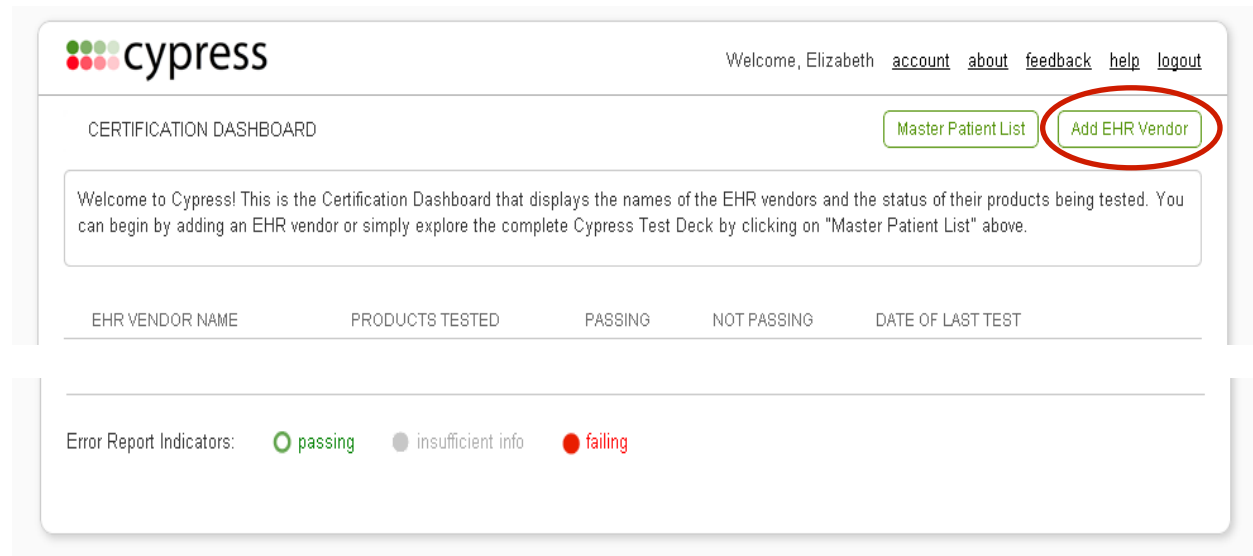 cypress
Welcome, Elizabeth account about feedback help logout
CERTIFICATION DASHBOARD Master Patient List Add EHR Vendor
Welcome to Cypress! This is the Certification Dashboard that displays the names of the EHR vendors and the status of their products being tested. You
can begin by adding an EHR vendor or simply explore the complete Cypress Test Deck by clicking on "Master Patient List" above.
EHR VENDOR NAME PRODUCTS TESTED PASSING NOT PASSING DATE OF LAST TEST
Error Report Indicators: passing insufficient info failing